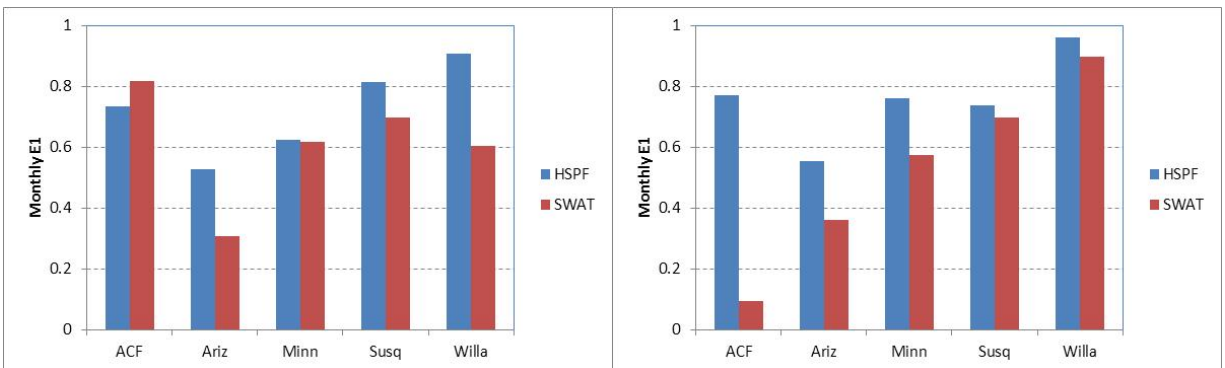 Monthly E1
1
0.8
0.6
0.4
0.2
0
ACF Ariz Minn Susq Willa
HSPF
SWAT
Monthly E1
1
0.8
0.6
0.4
0.2
0
ACF Ariz Minn Susq Willa
HSPF
SWAT